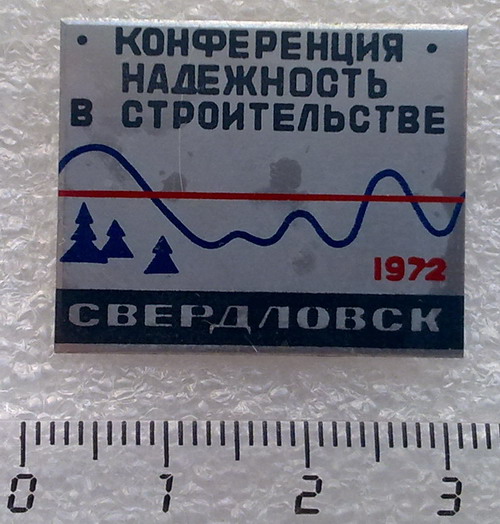 • КОНФЕРЕНЦИЯ •
НАДЕЖНОСТЬ
В СТРОИТЕЛЬСТВЕ
1972
СВЕРДЛОВСК
0 1 2 3